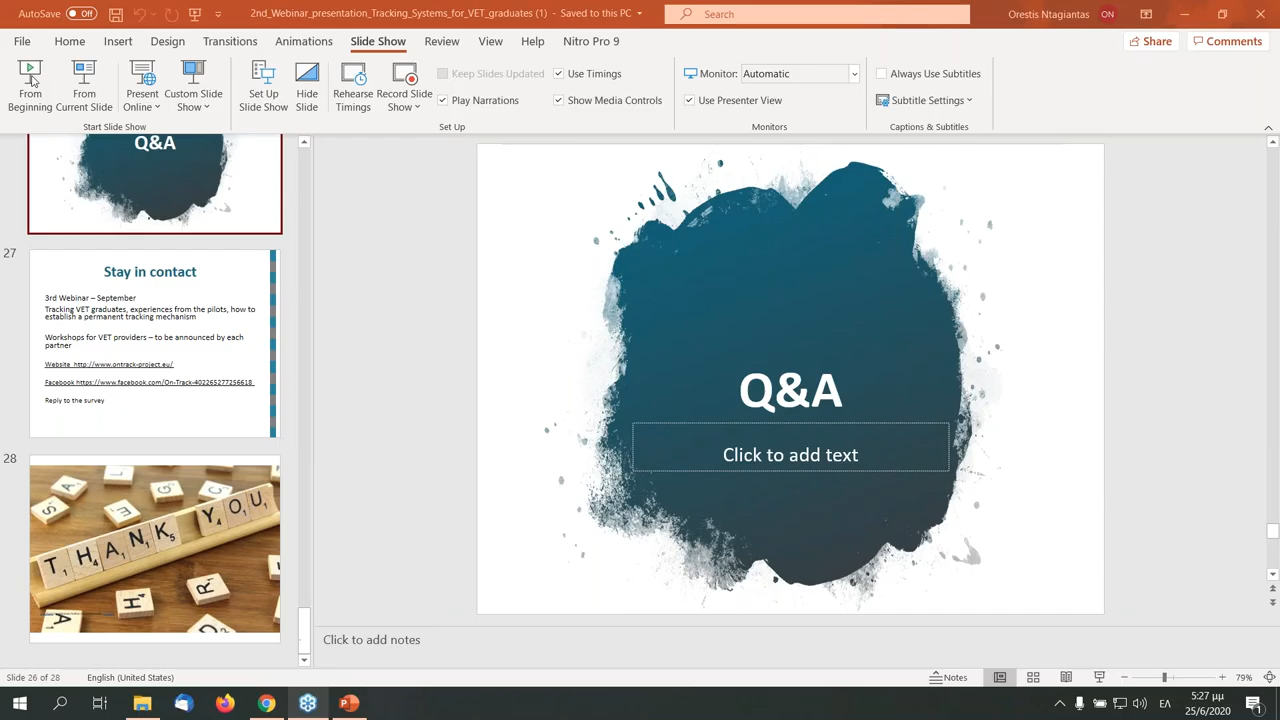 AutoSave Off 2nd_Webinar_presentation_Tracking_Systems_for_VET_graduates (1) - Saved to this PC Search Orestis Ntagiantas ON
File Home Insert Design Transitions Animations Slide Show Review View Help Nitro Pro 9 Share Comments
From Beginning
From Current Slide
Present Online
Custom Slide Show
Set Up Slide Show
Hide Slide
Rehearse Timings
Record Slide Show
Keep Slides Updated
Play Narrations
Use Timings
Show Media Controls
Monitor: Automatic
Use Presenter View
Always Use Subtitles
Subtitle Settings
Start Slide Show Set Up Monitors Captions & Subtitles
Q&A
27
Stay in contact
3rd Webinar – September
Tracking VET graduates, experiences from the pilots, how to
establish a permanent tracking mechanism
Workshops for VET providers – to be announced by each
partner
Website http://www.ontrack-project.eu/
Facebook https://www.facebook.com/On-Track-402265277256618
Reply to the survey
28
THANK YOU
Q&A
Click to add text
Click to add notes
Slide 26 of 28 English (United States) Notes 79%
ΕΛ 5:27 μμ
25/6/2020